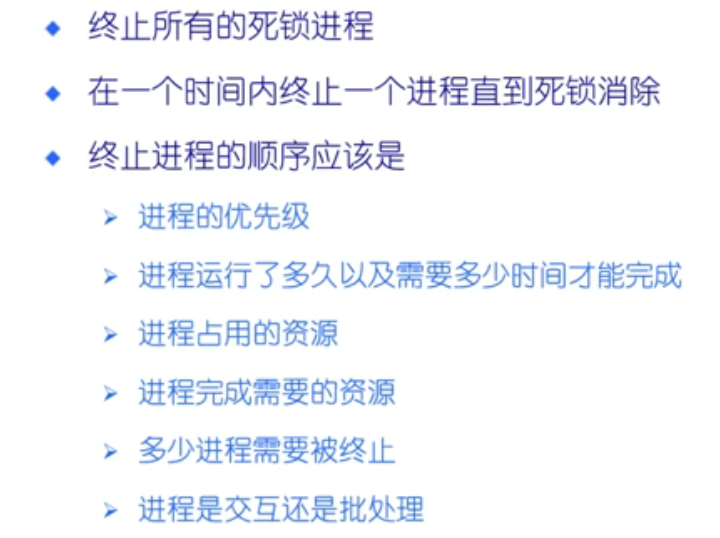 终止所有的死锁进程
在一个时间内终止一个进程直到死锁消除
终止进程的顺序应该是
进程的优先级
进程运行了多久以及需要多少时间才能完成
进程占用的资源
进程完成需要的资源
多少进程需要被终止
进程是交互还是批处理